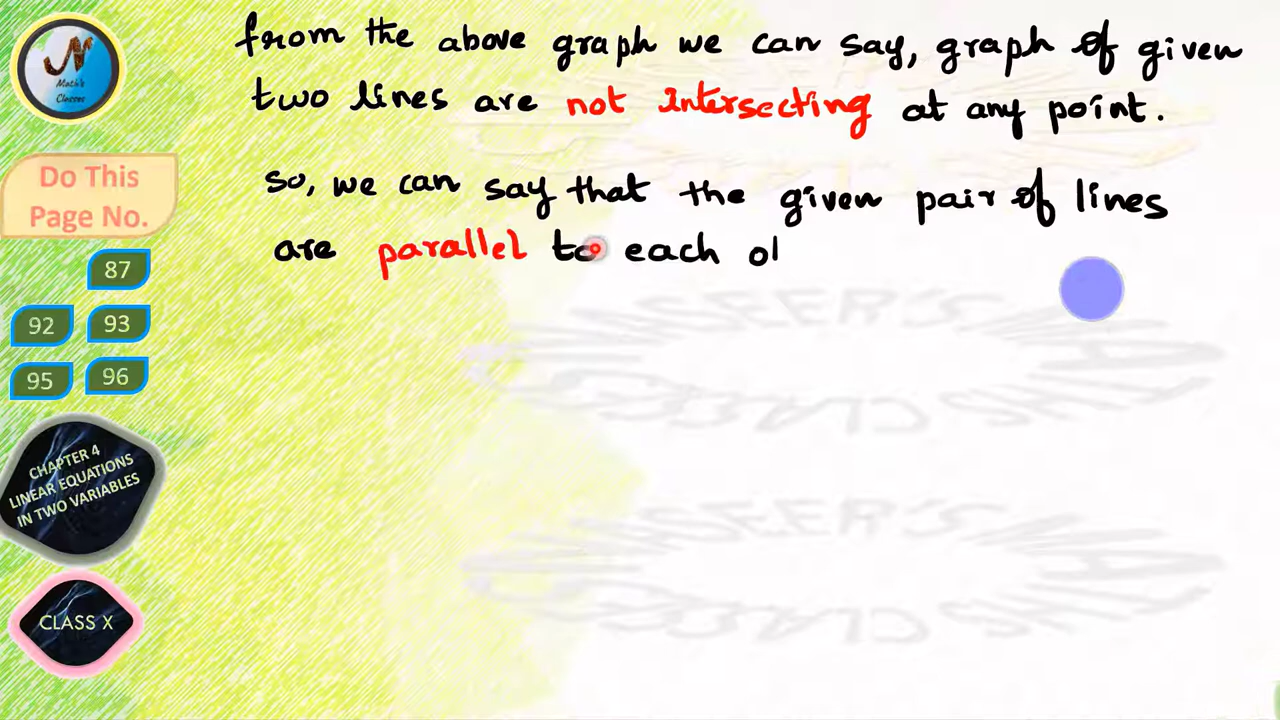 from the above graph we can say, graph of given
two lines are not intersecting at any point.
so, we can say that the given pair of lines
are parallel to each
Math's
Classes
Do This
Page No.
87
92 93
95 96
CHAPTER 4
LINEAR EQUATIONS
IN TWO VARIABLES
CLASS X